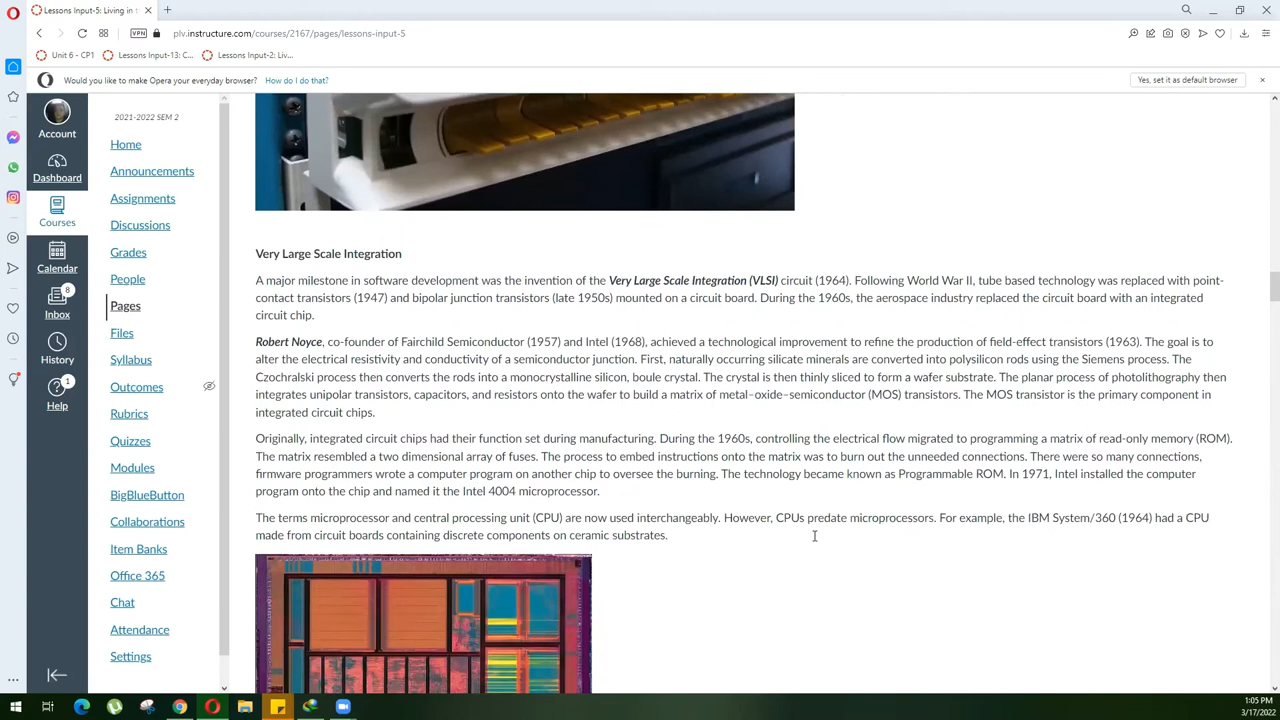 Lessons Input-5: Living in
plv.instructure.com/courses/2167/pages/lessons-input-5
VPN
Unit 6 - CP1
Lessons Input-13: C...
Lessons Input-2: Liv...
Would you like to make Opera your everyday browser?
How do I do that?
Yes, set it as default browser
Account
Dashboard
Courses
Calendar
8
Inbox
History
1
Help
2021-2022 SEM 2
Home
Announcements
Assignments
Discussions
Grades
People
Pages
Files
Syllabus
Outcomes
Rubrics
Quizzes
Modules
BigBlueButton
Collaborations
Item Banks
Office 365
Chat
Attendance
Settings
Very Large Scale Integration
A major milestone in software development was the invention of the Very Large Scale Integration (VLSI) circuit (1964). Following World War II, tube based technology was replaced with point-
contact transistors (1947) and bipolar junction transistors (late 1950s) mounted on a circuit board. During the 1960s, the aerospace industry replaced the circuit board with an integrated
circuit chip.
Robert Noyce, co-founder of Fairchild Semiconductor (1957) and Intel (1968), achieved a technological improvement to refine the production of field-effect transistors (1963). The goal is to
alter the electrical resistivity and conductivity of a semiconductor junction. First, naturally occurring silicate minerals are converted into polysilicon rods using the Siemens process. The
Czochralski process then converts the rods into a monocrystalline silicon, boule crystal. The crystal is then thinly sliced to form a wafer substrate. The planar process of photolithography then
integrates unipolar transistors, capacitors, and resistors onto the wafer to build a matrix of metal–oxide–semiconductor (MOS) transistors. The MOS transistor is the primary component in
integrated circuit chips.
Originally, integrated circuit chips had their function set during manufacturing. During the 1960s, controlling the electrical flow migrated to programming a matrix of read-only memory (ROM).
The matrix resembled a two dimensional array of fuses. The process to embed instructions onto the matrix was to burn out the unneeded connections. There were so many connections,
firmware programmers wrote a computer program on another chip to oversee the burning. The technology became known as Programmable ROM. In 1971, Intel installed the computer
program onto the chip and named it the Intel 4004 microprocessor.
The terms microprocessor and central processing unit (CPU) are now used interchangeably. However, CPUs predate microprocessors. For example, the IBM System/360 (1964) had a CPU
made from circuit boards containing discrete components on ceramic substrates.
1:05 PM
3/17/2022